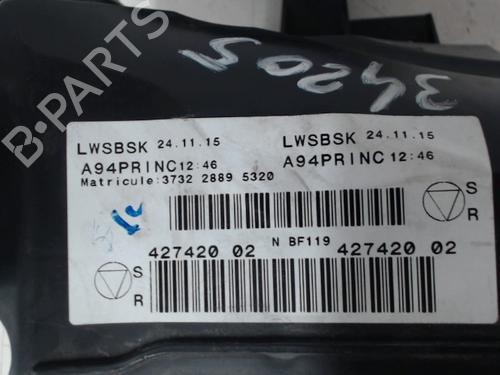 34205
LWSBSK 24.11.15 LWSBSK 24.11.15
A94PRINC 12:46 A94PRINC 12:46
Matricule: 3732 2889 5320
S
R
427420 02 N BF119 427420 02
S
R
B-PARTS